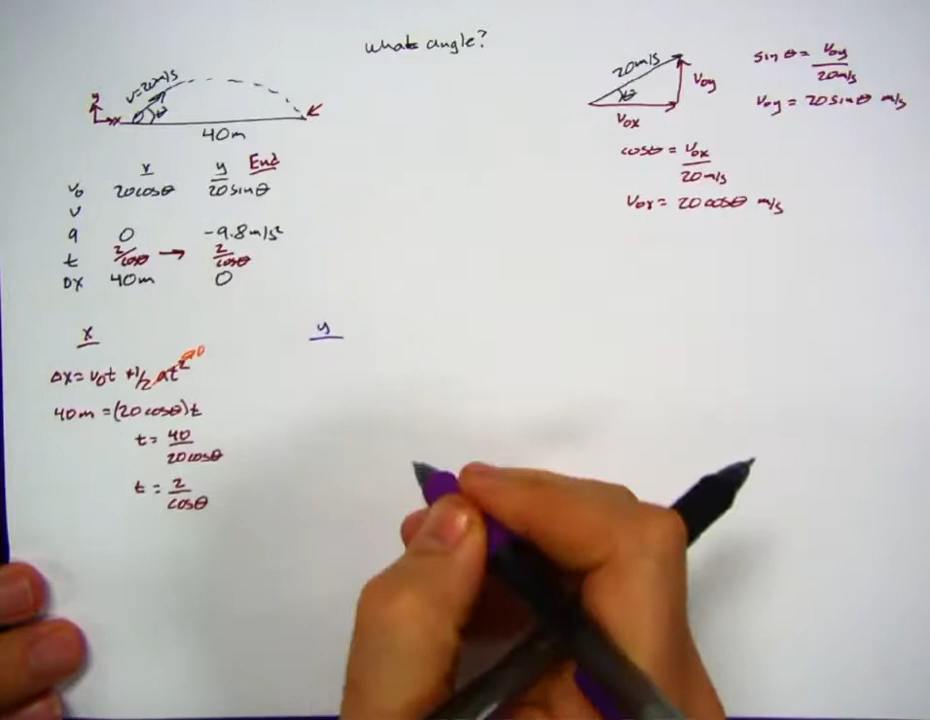 whats angle?
v=20m/s
y
x
θ
40m
x y End
v₀ 20cosθ 20sinθ
v
a 0 -9.8m/s²
t 2/cosθ → 2/cosθ
Δx 40m 0
20m/s
θ
v₀y
v₀x
sinθ = v₀y/20m/s
v₀y = 20sinθ m/s
cosθ = v₀x/20m/s
v₀x = 20cosθ m/s
x
Δx = v₀t + 1/2 at²
40m = (20cosθ)t
t = 40/20cosθ
t = 2/cosθ
y